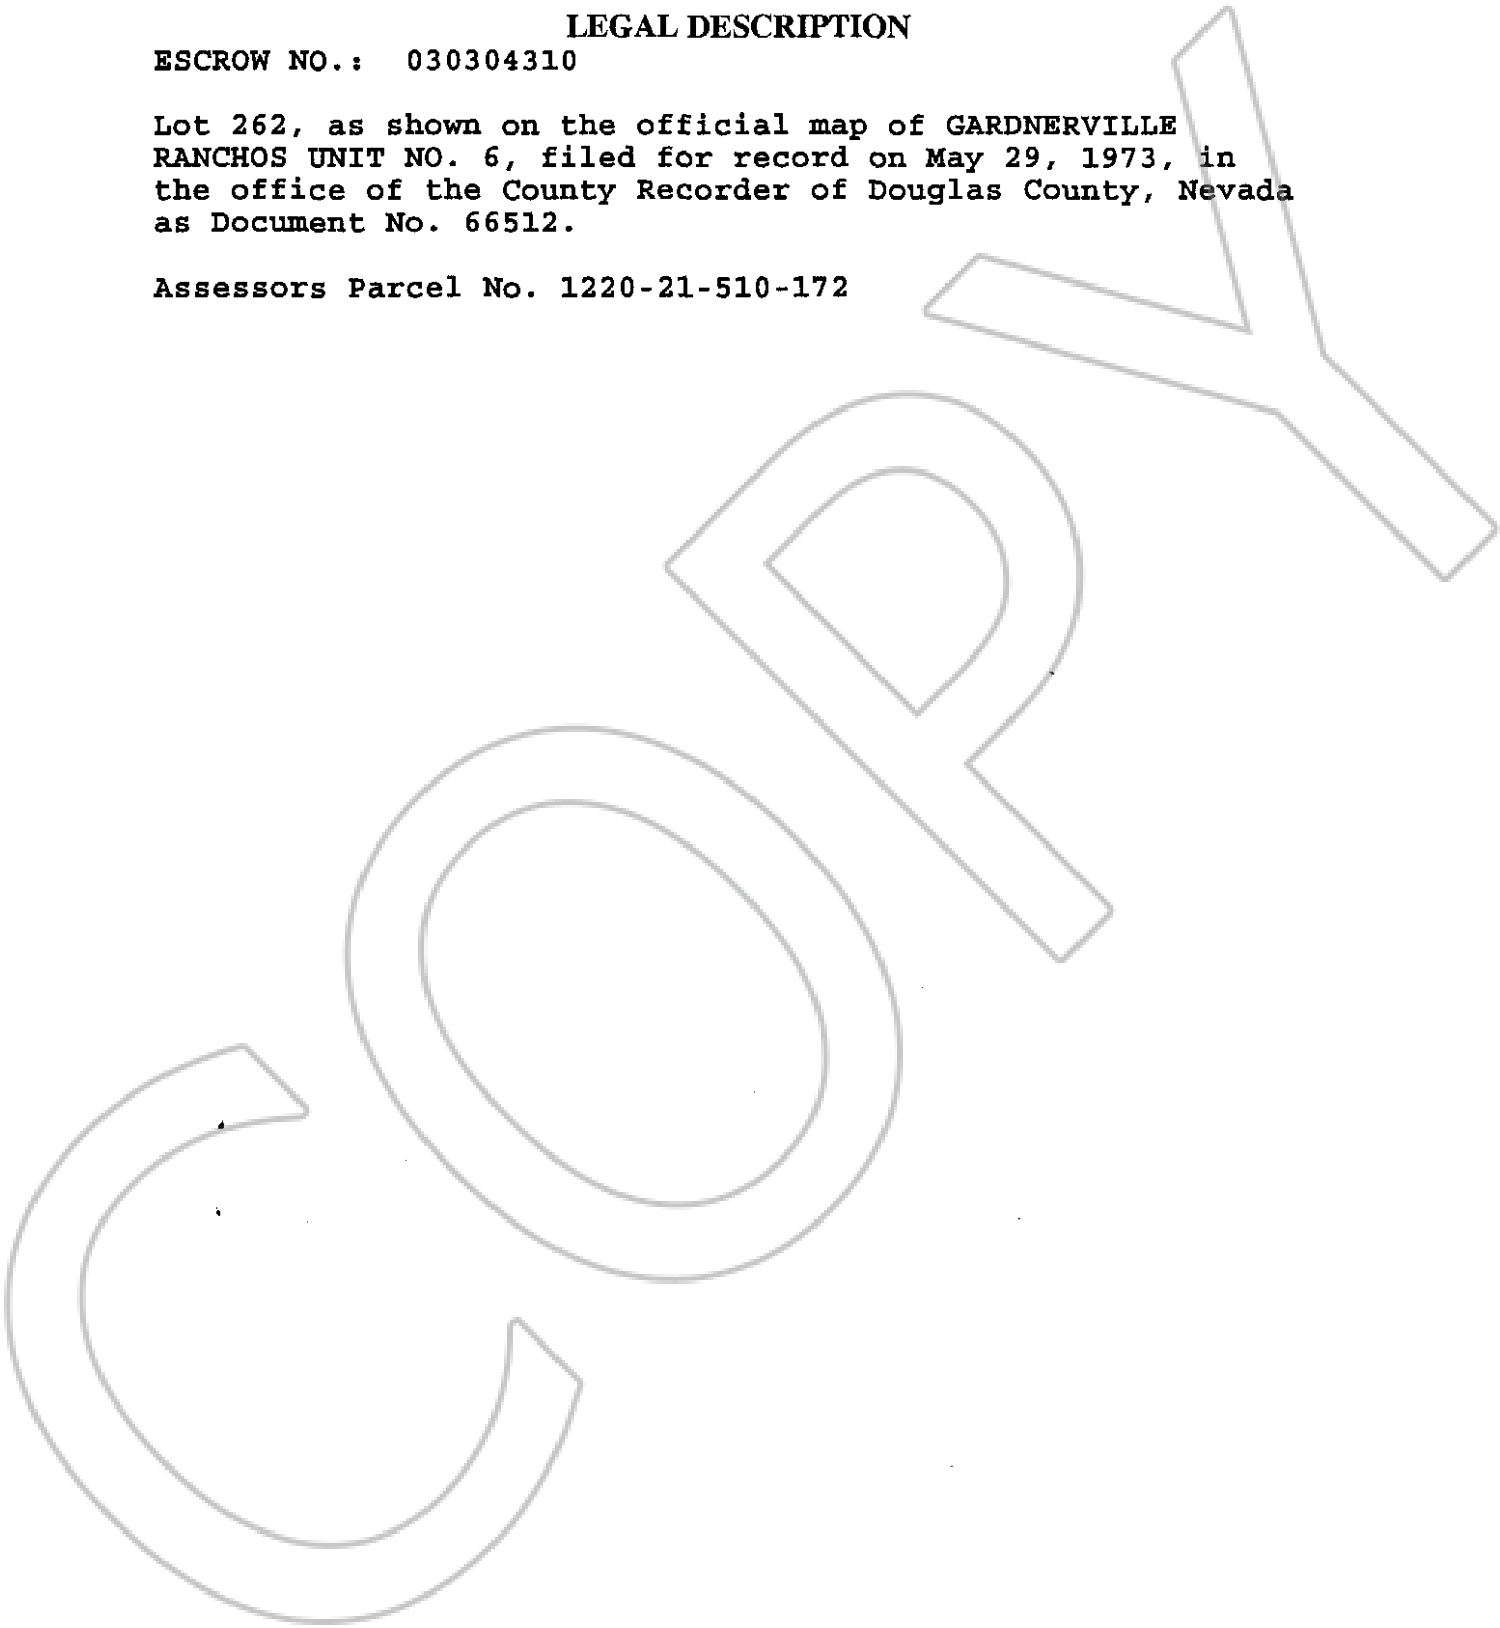 LEGAL DESCRIPTION
ESCROW NO.: 030304310
Lot 262, as shown on the official map of GARDNERVILLE
RANCHOS UNIT NO. 6, filed for record on May 29, 1973, in
the office of the County Recorder of Douglas County, Nevada
as Document No. 66512.
Assessors Parcel No. 1220-21-510-172
COPY